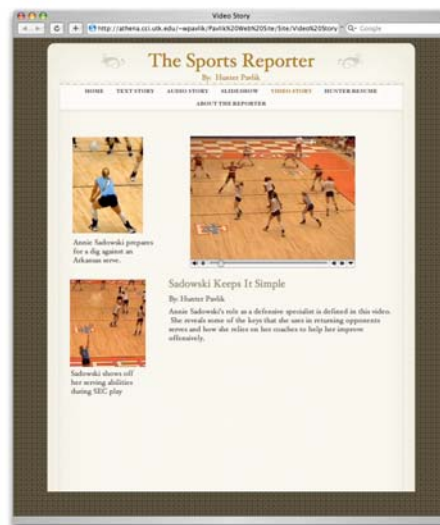 Video Story
http://athena.cci.utk.edu/~wpavlik/Pavlik%20Web%20Site/Site/Video%20Story
Google
The Sports Reporter
By: Hunter Pavlik
HOME TEXT STORY AUDIO STORY SLIDESHOW VIDEO STORY HUNTER RESUME
ABOUT THE REPORTER
Annie Sadowski prepares
for a dig against an
Arkansas serve.
Sadowski Keeps It Simple
By: Hunter Pavlik
Annie Sadowski's role as a defensive specialist is defined in this video.
She reveals some of the keys that she uses in returning opponents
serves and how she relies on her coaches to help her improve
offensively.
Sadowski shows off
her serving abilities
during SEC play